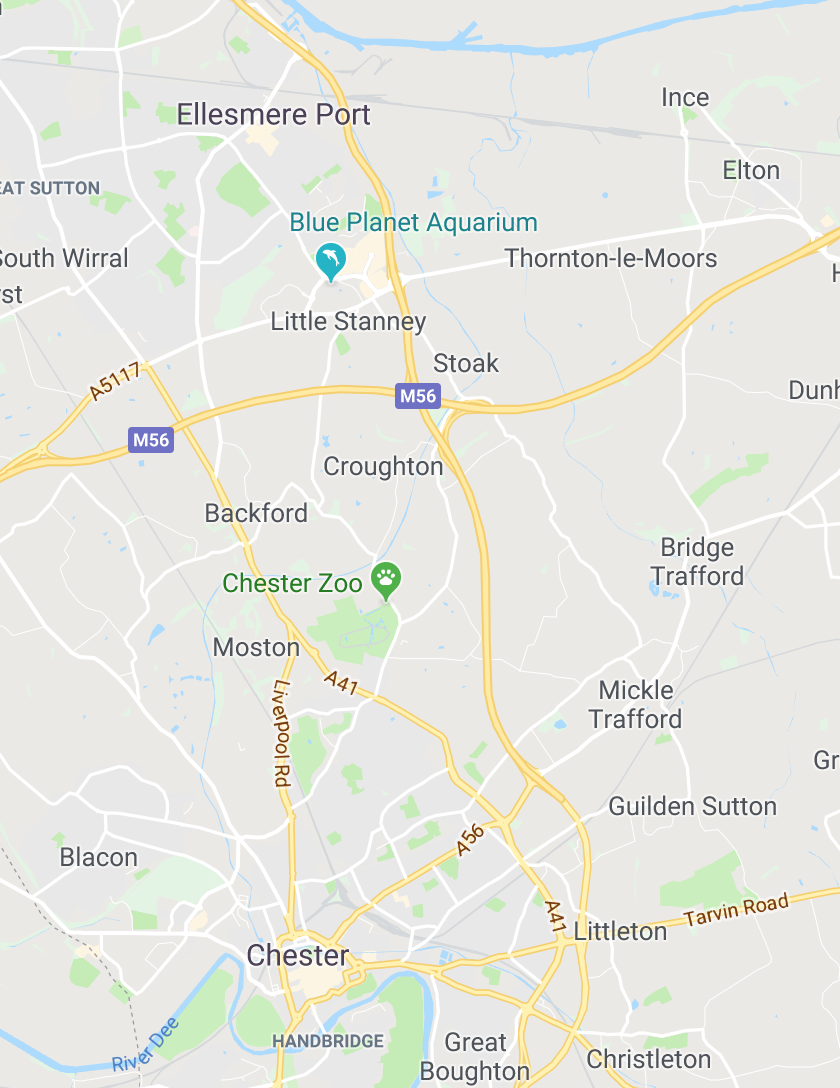 Ince
Ellesmere Port
Elton
EAT SUTTON
Blue Planet Aquarium
South Wirral
Thornton-le-Moors
Little Stanney
Stoak
A5117
M56
Dunh
M56
Croughton
Backford
Bridge
Trafford
Chester Zoo
Moston
A41
Mickle
Trafford
Liverpool Rd
Gr
Guilden Sutton
A56
Blacon
Tarvin Road
A41
Littleton
Chester
River Dee
HANDBRIDGE
Great
Boughton
Christleton